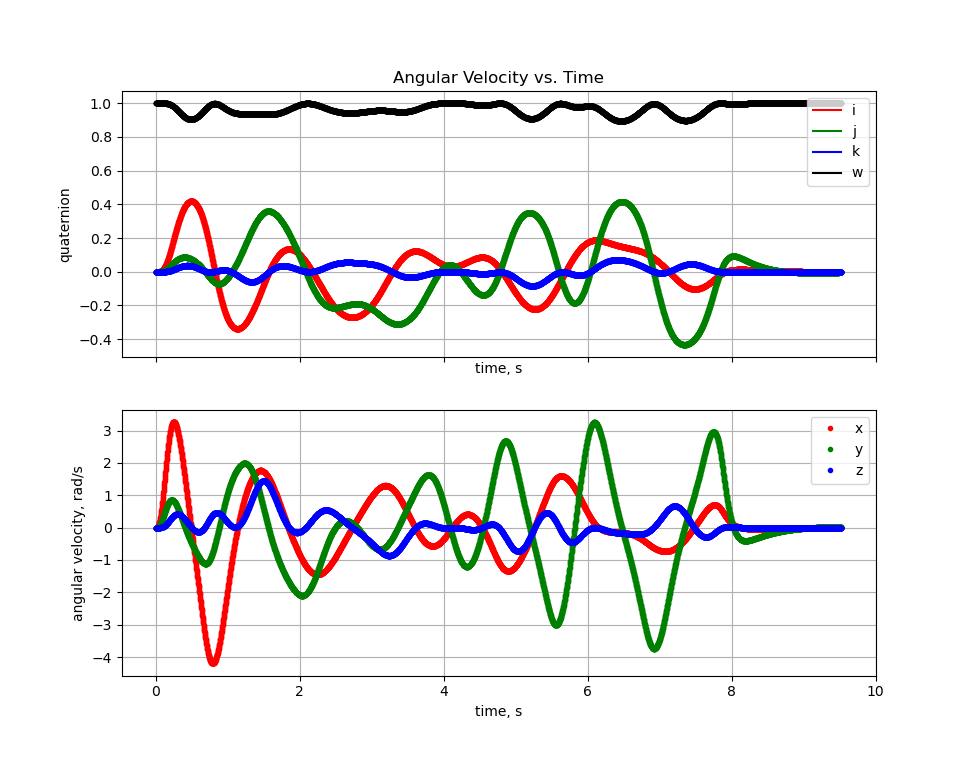 Angular Velocity vs. Time
1.0
0.8
0.6
0.4
0.2
0.0
−0.2
−0.4
quaternion
i
j
k
w
time, s
3
2
1
0
−1
−2
−3
−4
angular velocity, rad/s
x
y
z
0 2 4 6 8 10
time, s